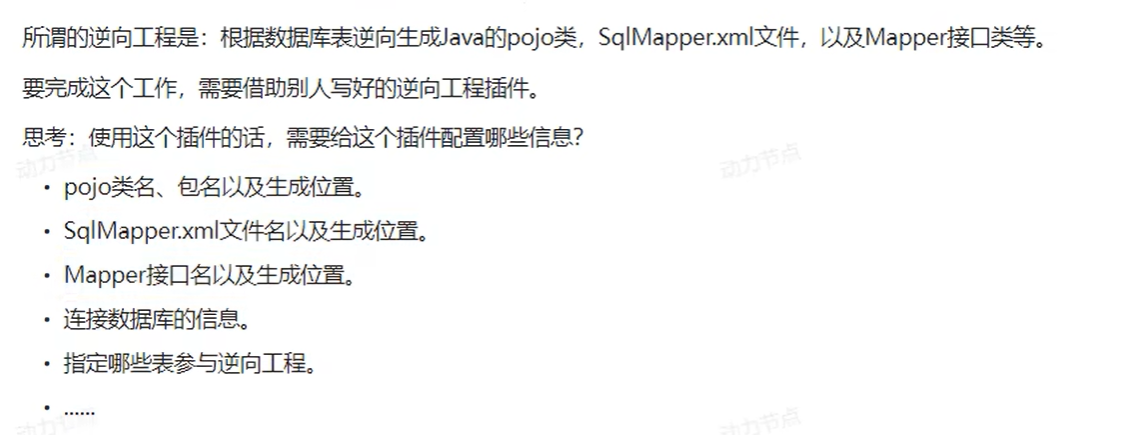 所谓的逆向工程是：根据数据库表逆向生成Java的pojo类，SqlMapper.xml文件，以及Mapper接口类等。
要完成这个工作，需要借助别人写好的逆向工程插件。
思考：使用这个插件的话，需要给这个插件配置哪些信息？
动力节点
动力节点
• pojo类名、包名以及生成位置。
• SqlMapper.xml文件名以及生成位置。
• Mapper接口名以及生成位置。
• 连接数据库的信息。
• 指定哪些表参与逆向工程。
• ......
动力节点
动力节点